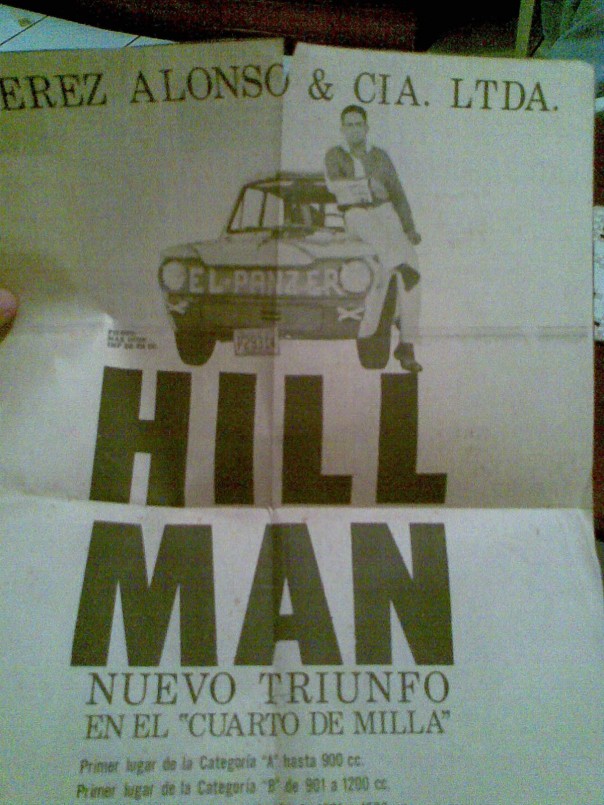 EREZ ALONSO & CIA. LTDA.
EL-PANZER
HILL
MAN
NUEVO TRIUNFO
EN EL "CUARTO DE MILLA"
Primer lugar de la Categoría "A" hasta 900 cc.
Primer lugar de la Categoría "B" de 901 a 1200 cc.